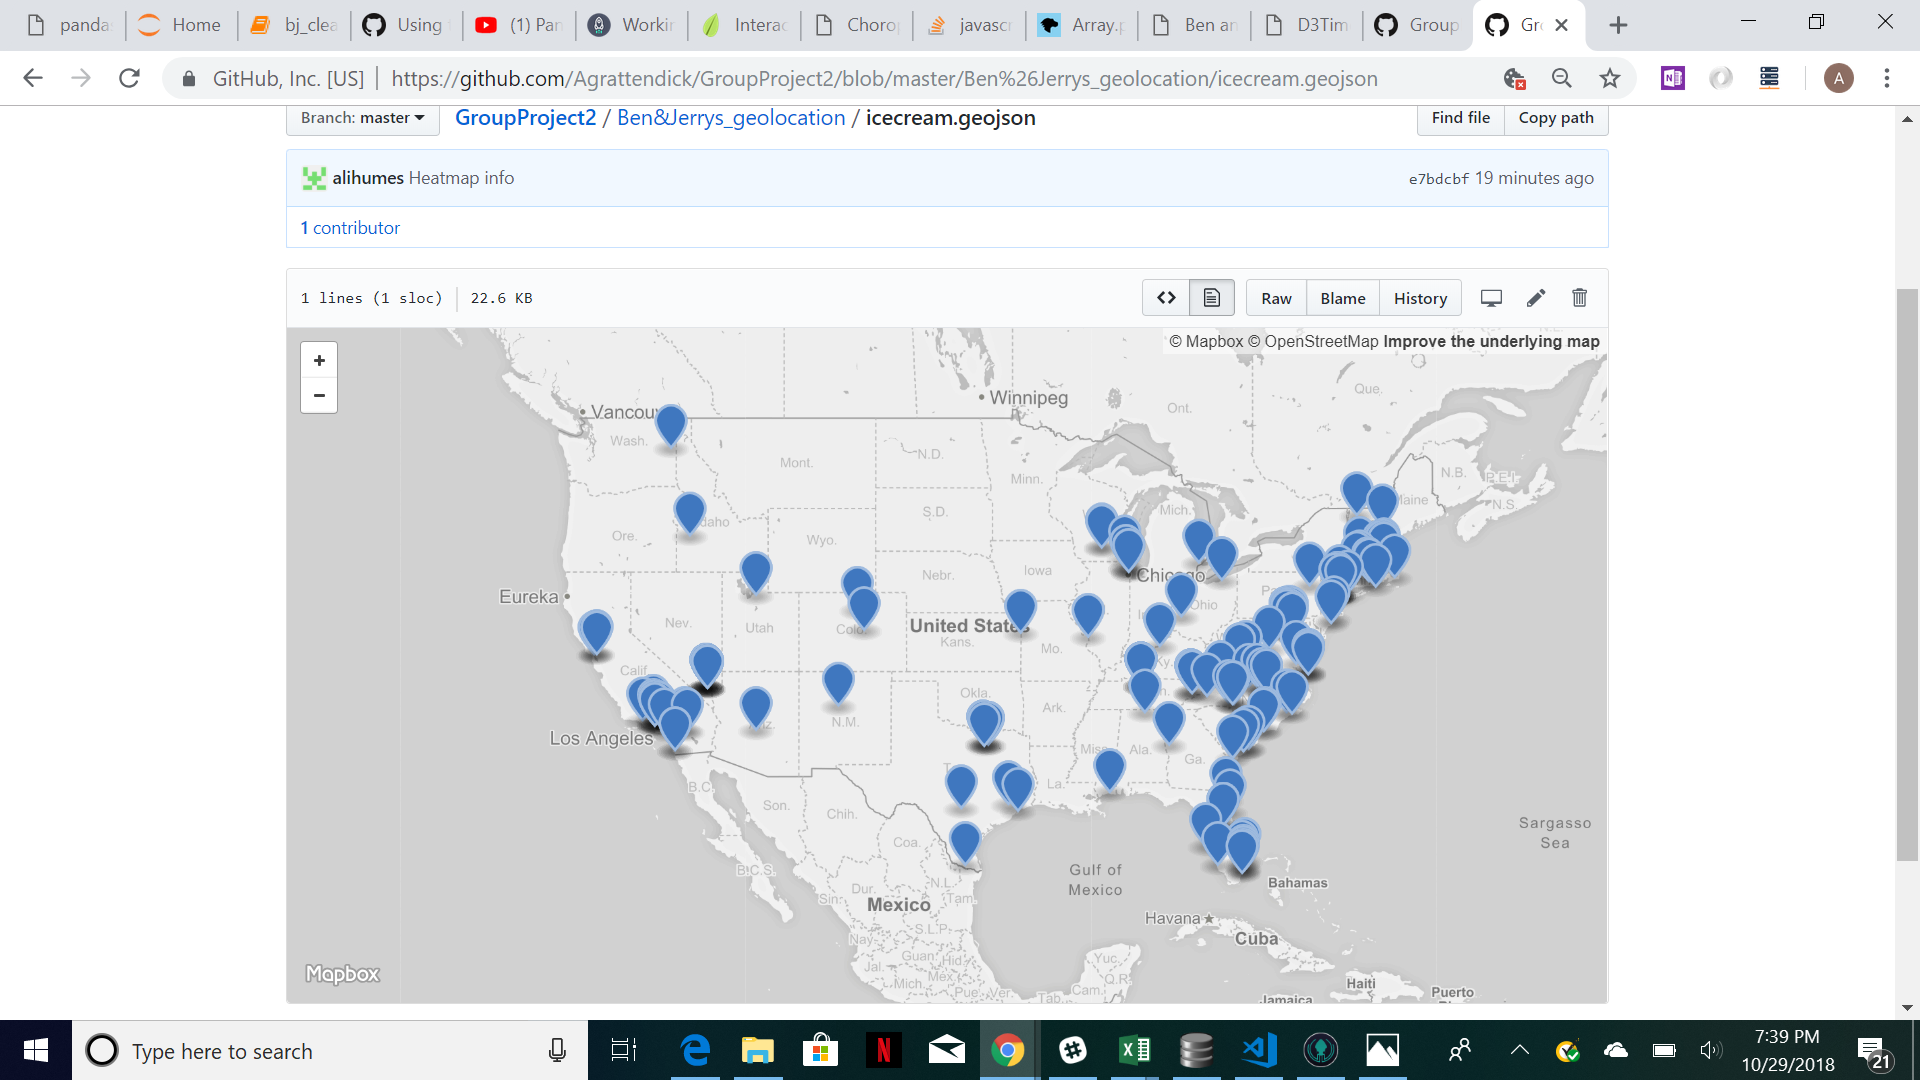 panda
Home
bj_clea
Using
(1) Pan
Workin
Interac
Chorop
javascr
Array.p
Ben an
D3Tim
Group
Gr
GitHub, Inc. [US] | https://github.com/Agrattendick/GroupProject2/blob/master/Ben%26Jerrys_geolocation/icecream.geojson
A
Branch: master
GroupProject2 / Ben&Jerrys_geolocation / icecream.geojson
Find file
Copy path
alihumes Heatmap info
e7bdcbf 19 minutes ago
1 contributor
1 lines (1 sloc)
22.6 KB
<>
Raw
Blame
History
© Mapbox © OpenStreetMap Improve the underlying map
+
−
Que.
Winnipeg
Vancou
Ont.
Wash.
Mont.
N.D.
N.B.
P.E.I.
Minn.
Maine
N.S.
Mich.
S.D.
daho
Ore.
Wyo.
Iowa
Chicago
Nebr.
Eureka
Ohio
Nev.
Utah
Colo.
United States
Kans.
Mo.
Ky.
Calif.
Okla.
Ark.
N.M.
Los Angeles
Miss.
Ala.
Ga.
La.
B.C.
Son.
Chih.
Coa.
Sargasso
Sea
Gulf of
Mexico
B.C.S.
N.L.
Dur.
Tam.
Sin.
Bahamas
Mexico
Havana
S.L.P.
Cuba
Nay.
Guan.
Hid.
Yuc.
Jal.
Mich.
Mex.
Q.R.
Pue.
Ver.
Cam.
Tab.
Haiti
Puerto
Jamaica
Mapbox
Type here to search
7:39 PM
10/29/2018
21